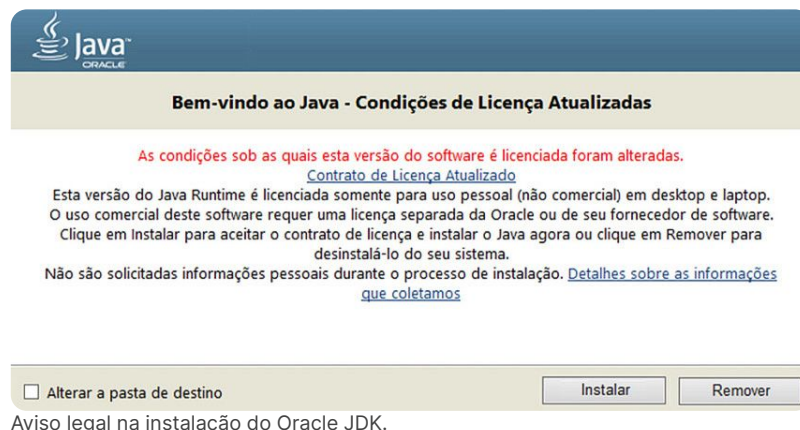 Java™
ORACLE
Bem-vindo ao Java - Condições de Licença Atualizadas
As condições sob as quais esta versão do software é licenciada foram alteradas.
Contrato de Licença Atualizado
Esta versão do Java Runtime é licenciada somente para uso pessoal (não comercial) em desktop e laptop.
O uso comercial deste software requer uma licença separada da Oracle ou de seu fornecedor de software.
Clique em Instalar para aceitar o contrato de licença e instalar o Java agora ou clique em Remover para
desinstalá-lo do seu sistema.
Não são solicitadas informações pessoais durante o processo de instalação. Detalhes sobre as informações
que coletamos
Alterar a pasta de destino
Instalar
Remover
Aviso legal na instalação do Oracle JDK.